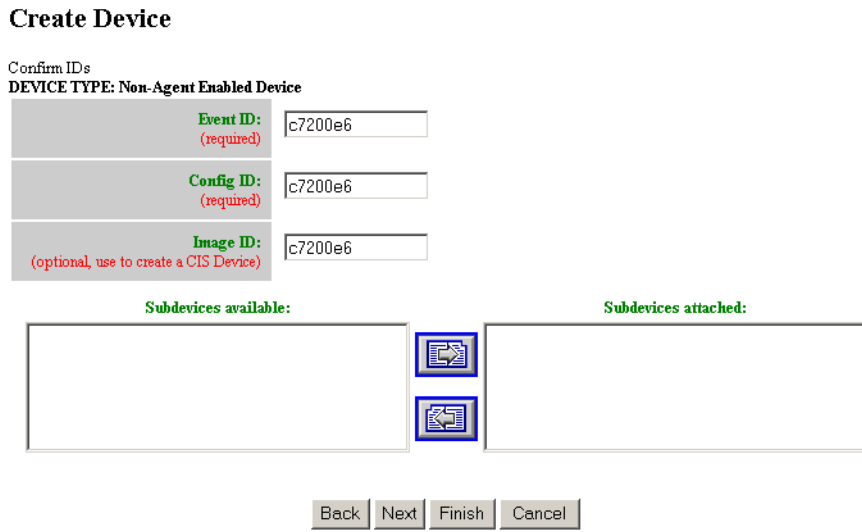 Create Device
Confirm IDs
DEVICE TYPE: Non-Agent Enabled Device
Event ID: c7200e6
(required)
Config ID: c7200e6
(required)
Image ID: c7200e6
(optional, use to create a CIS Device)
Subdevices available: Subdevices attached:
Back Next Finish Cancel